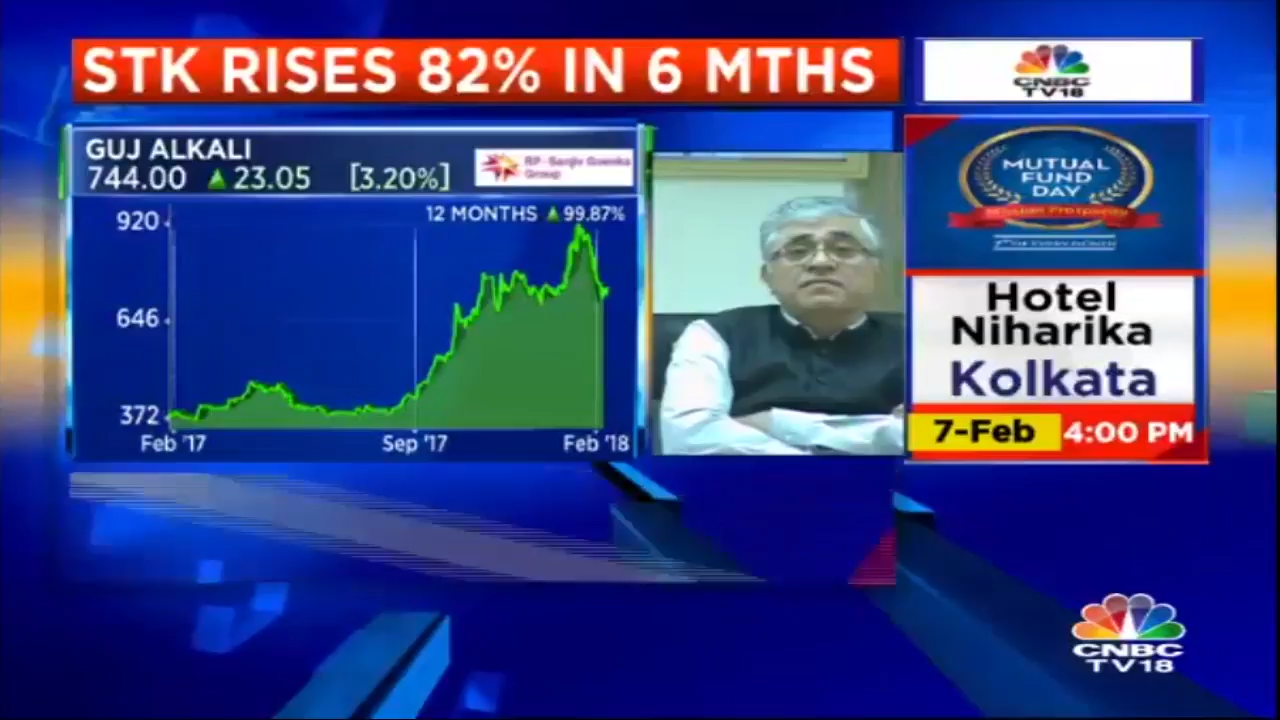 STK RISES 82% IN 6 MTHS
CNBC
TV18
GUJ ALKALI
744.00 ▲ 23.05 [3.20%]
RP-Sanjiv Goenka
Group
12 MONTHS ▲ 99.87%
920
646
372
Feb '17
Sep '17
Feb '18
MUTUAL
FUND
DAY
Mission Prosperity
Hotel
Niharika
Kolkata
7-Feb
4:00 PM
CNBC
TV18